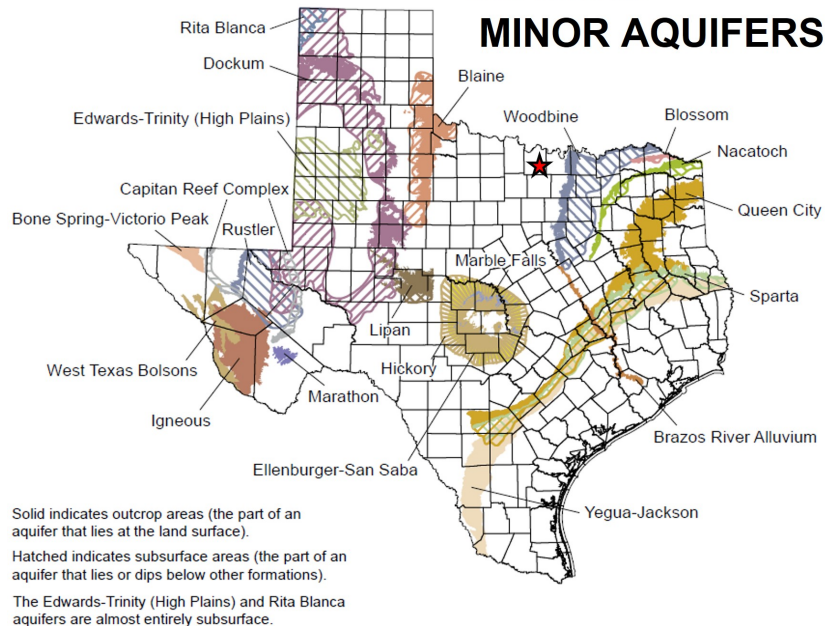 MINOR AQUIFERS
Rita Blanca
Dockum
Blaine
Edwards-Trinity (High Plains)
Woodbine
Blossom
Nacatoch
Capitan Reef Complex
Queen City
Bone Spring-Victorio Peak
Rustler
Marble Falls
Sparta
Lipan
West Texas Bolsons
Hickory
Marathon
Igneous
Brazos River Alluvium
Ellenburger-San Saba
Yegua-Jackson
Solid indicates outcrop areas (the part of an
aquifer that lies at the land surface).
Hatched indicates subsurface areas (the part of an
aquifer that lies or dips below other formations).
The Edwards-Trinity (High Plains) and Rita Blanca
aquifers are almost entirely subsurface.